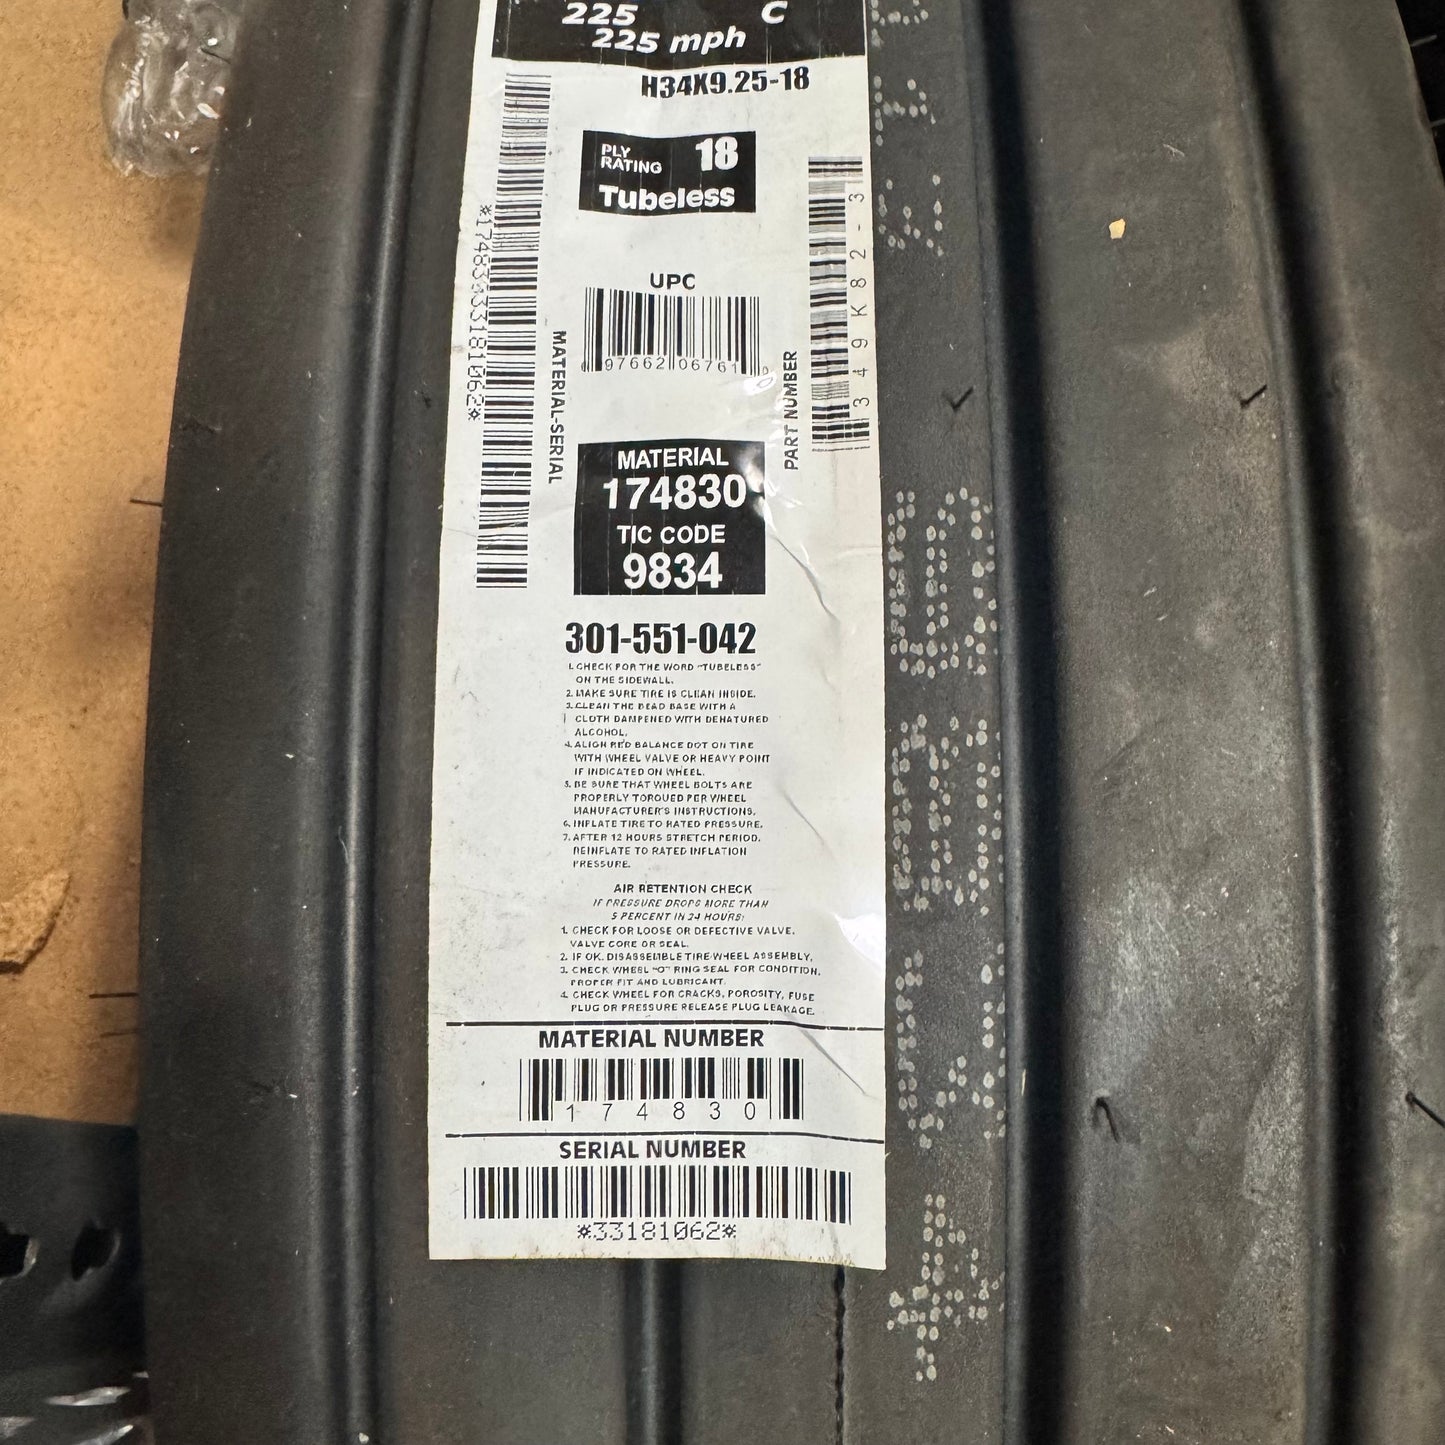 225 C
225 mph
H34X9.25-18
PLY RATING 18
Tubeless
UPC
97662 06761
MATERIAL-SERIAL
PART NUMBER
349K82-3
MATERIAL
174830
TIC CODE
9834
301-551-042
1. CHECK FOR THE WORD "TUBELESS"
ON THE SIDEWALL.
2. MAKE SURE TIRE IS CLEAN INSIDE.
3. CLEAN THE BEAD BASE WITH A
CLOTH DAMPENED WITH DENATURED
ALCOHOL.
4. ALIGN RED BALANCE DOT ON TIRE
WITH WHEEL VALVE OR HEAVY POINT
IF INDICATED ON WHEEL.
5. BE SURE THAT WHEEL BOLTS ARE
PROPERLY TORQUED PER WHEEL
MANUFACTURER'S INSTRUCTIONS.
6. INFLATE TIRE TO RATED PRESSURE.
7. AFTER 12 HOURS STRETCH PERIOD,
REINFLATE TO RATED INFLATION
PRESSURE.
AIR RETENTION CHECK
IF PRESSURE DROPS MORE THAN
5 PERCENT IN 24 HOURS:
1. CHECK FOR LOOSE OR DEFECTIVE VALVE,
VALVE CORE OR SEAL.
2. IF OK, DISASSEMBLE TIRE/WHEEL ASSEMBLY.
3. CHECK WHEEL "O" RING SEAL FOR CONDITION,
PROPER FIT AND LUBRICANT.
4. CHECK WHEEL FOR CRACKS, POROSITY, FUSE
PLUG OR PRESSURE RELEASE PLUG LEAKAGE.
MATERIAL NUMBER
174830
SERIAL NUMBER
*33181062*